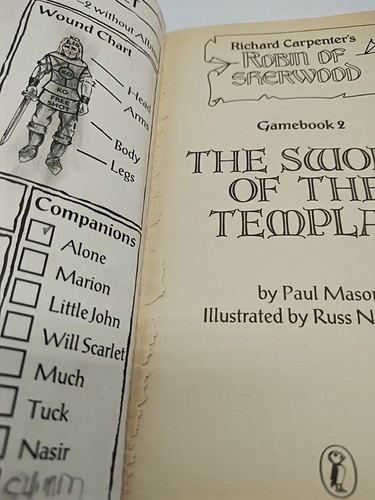 -2 without Albion
Wound Chart
KO
KO
FREE
SHOT
Head
Arms
Body
Legs
Companions
Alone
Marion
Little John
Will Scarlet
Much
Tuck
Nasir
Richard Carpenter's
ROBIN OF
SHERWOOD
Gamebook 2
THE SWO
OF THE
TEMPLA
by Paul Mason
Illustrated by Russ N